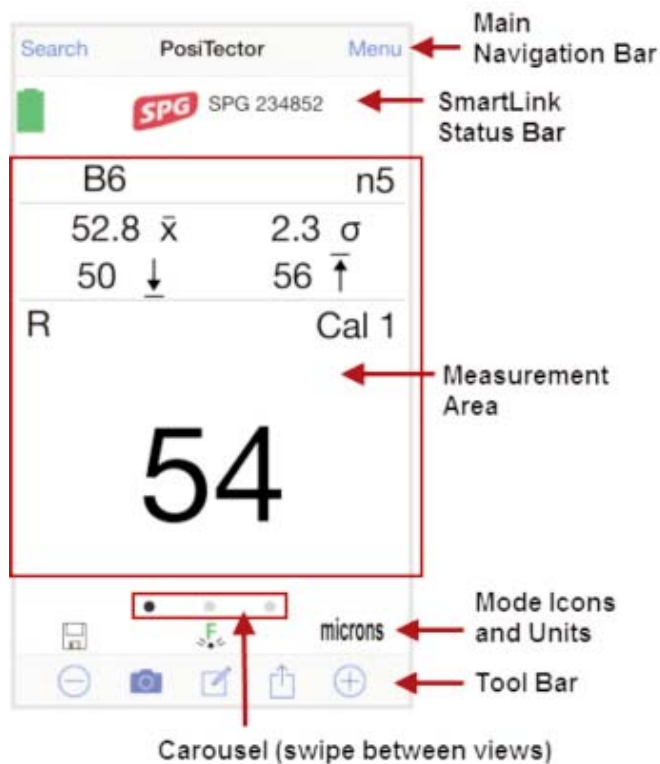 Main
Navigation Bar
Search PosiTector Menu
SPG SPG 234852
SmartLink
Status Bar
B6 n5
52.8 x̄ 2.3 σ
50 ↓ 56 ↑
R Cal 1
Measurement
Area
54
Mode Icons
and Units
F microns
Tool Bar
Carousel (swipe between views)